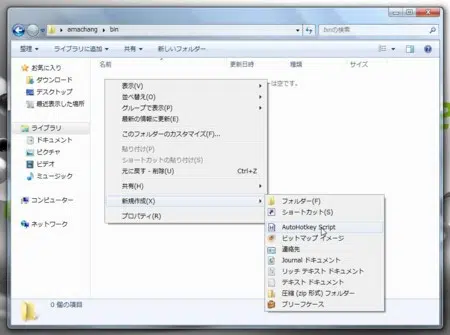 amachang ▸ bin
binの検索
整理 ライブラリに追加 共有 新しいフォルダー
名前 更新日時 種類 サイズ
お気に入り
ダウンロード
デスクトップ
最近表示した場所
ライブラリ
ドキュメント
ピクチャ
ビデオ
ミュージック
コンピューター
ネットワーク
は空です。
表示(V)
並べ替え(O)
グループで表示(P)
最新の情報に更新(E)
このフォルダーのカスタマイズ(F)...
貼り付け(P)
ショートカットの貼り付け(S)
元に戻す - 削除(U) Ctrl+Z
共有(H)
新規作成(X)
プロパティ(R)
フォルダー(F)
ショートカット(S)
AutoHotkey Script
ビットマップ イメージ
連絡先
Journal ドキュメント
リッチ テキスト ドキュメント
テキスト ドキュメント
圧縮 (zip 形式) フォルダー
ブリーフケース
0 個の項目